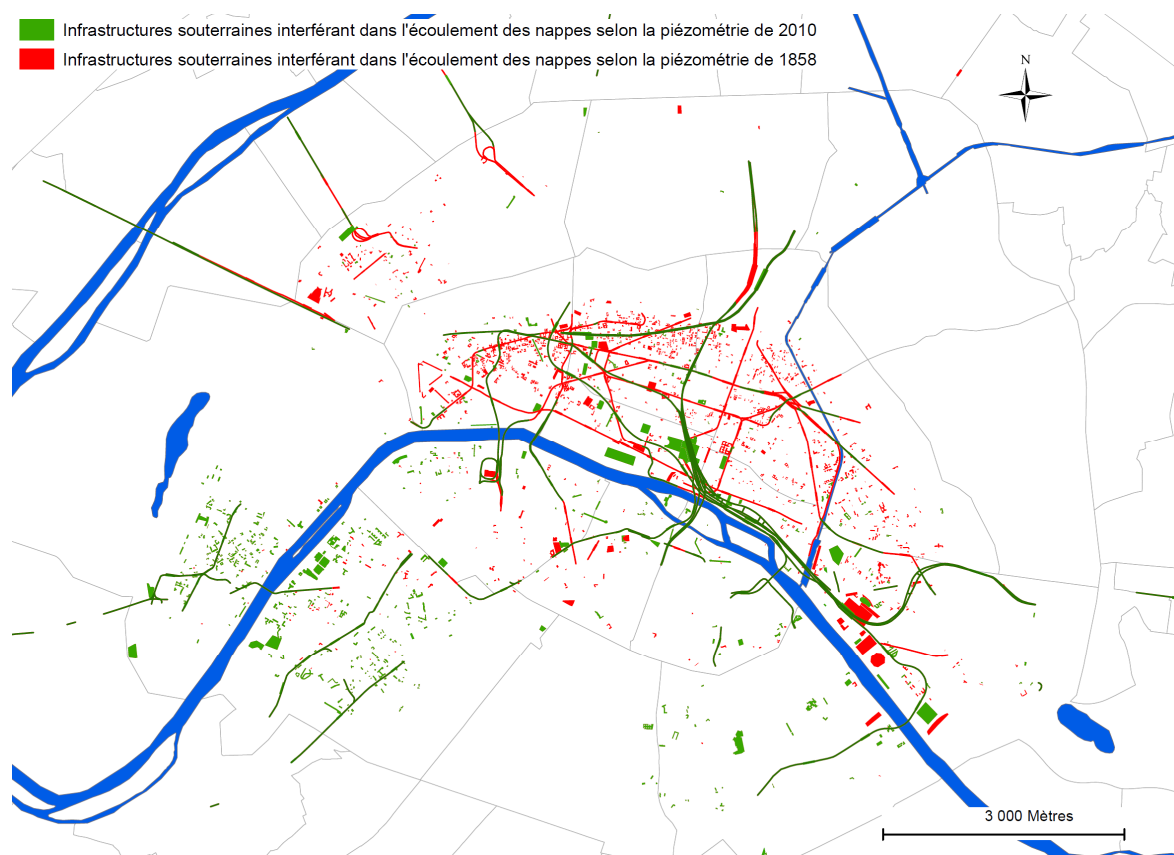 Infrastructures souterraines interférant dans l'écoulement des nappes selon la piézométrie de 2010
Infrastructures souterraines interférant dans l'écoulement des nappes selon la piézométrie de 1858
N
3 000 Mètres